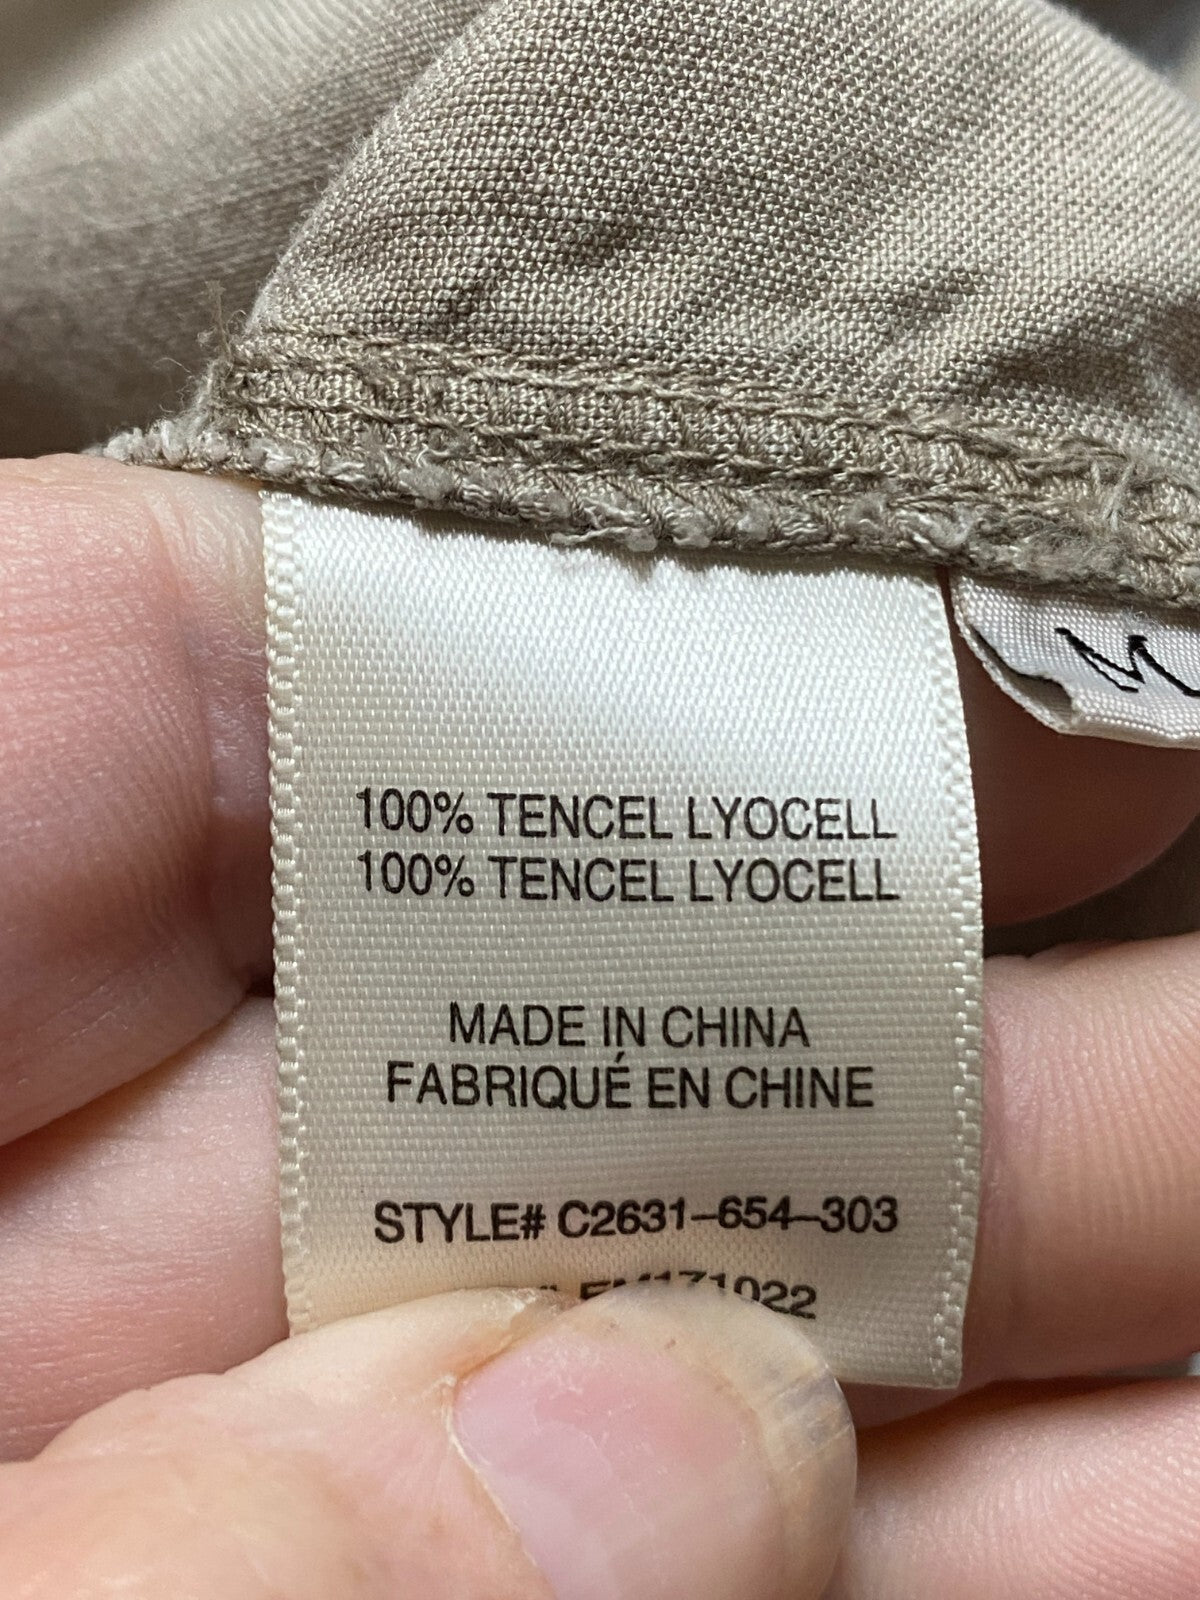 100% TENCEL LYOCELL
100% TENCEL LYOCELL
MADE IN CHINA
FABRIQUÉ EN CHINE
STYLE# C2631-654-303
M